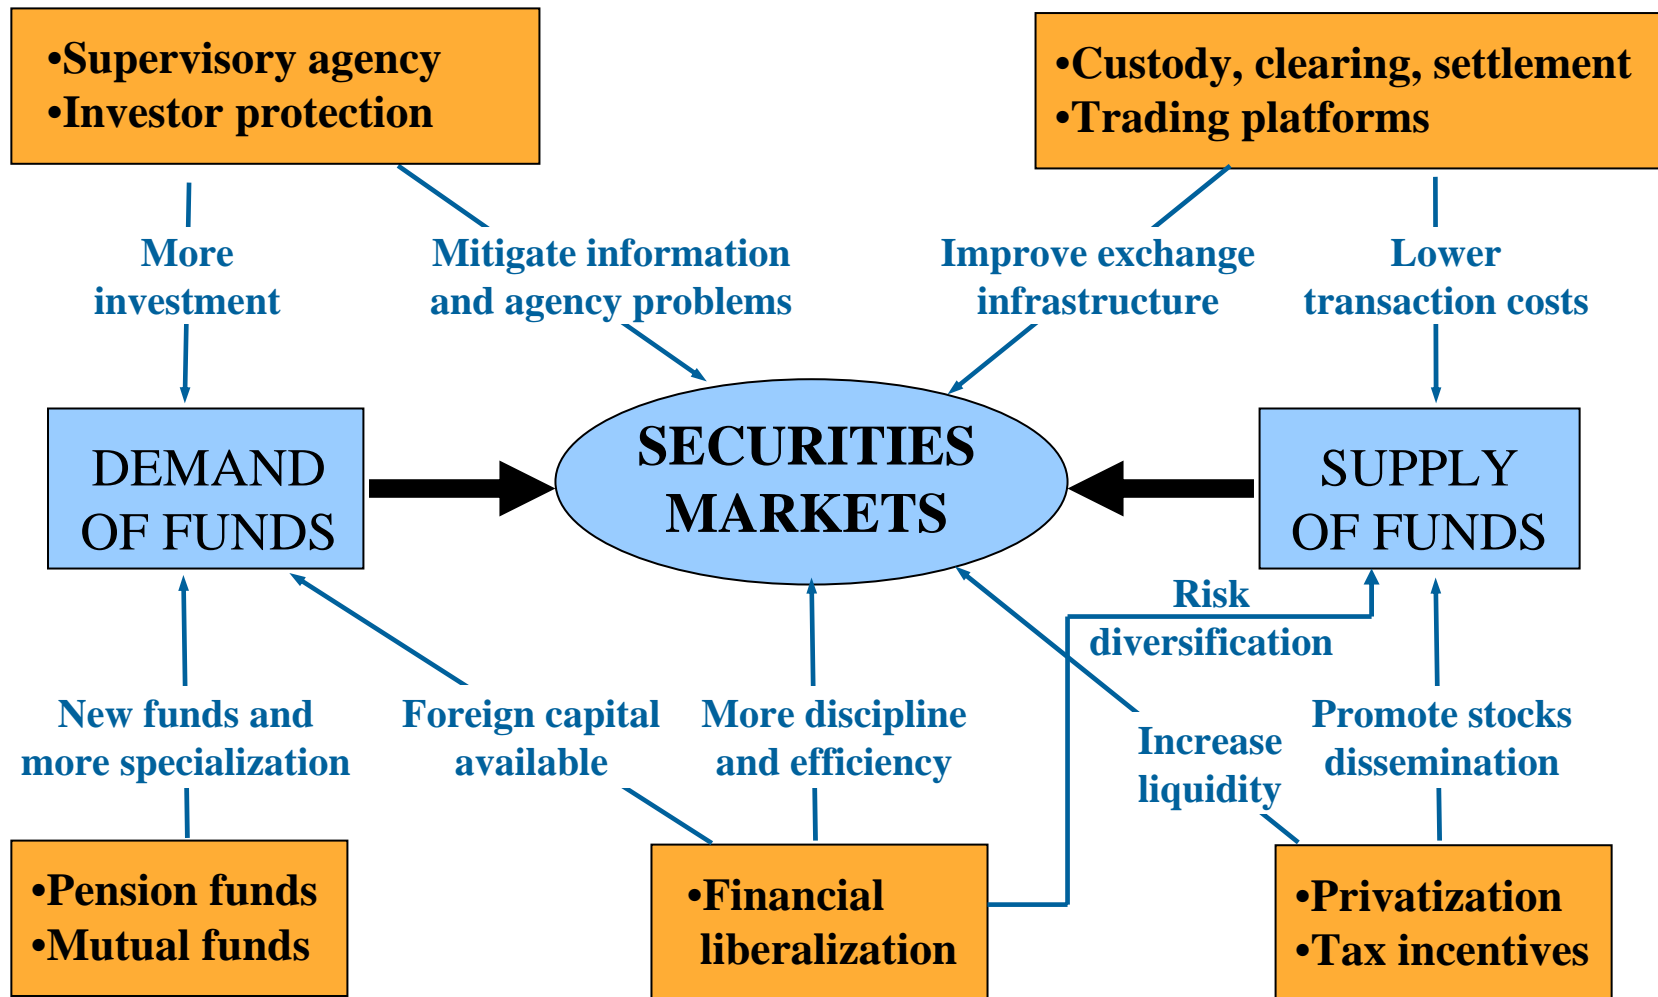 •Supervisory agency
•Investor protection
•Custody, clearing, settlement
•Trading platforms
More
investment
Mitigate information
and agency problems
Improve exchange
infrastructure
Lower
transaction costs
DEMAND
OF FUNDS
SECURITIES
MARKETS
SUPPLY
OF FUNDS
Risk
diversification
New funds and
more specialization
Foreign capital
available
More discipline
and efficiency
Increase
liquidity
Promote stocks
dissemination
•Pension funds
•Mutual funds
•Financial
liberalization
•Privatization
•Tax incentives